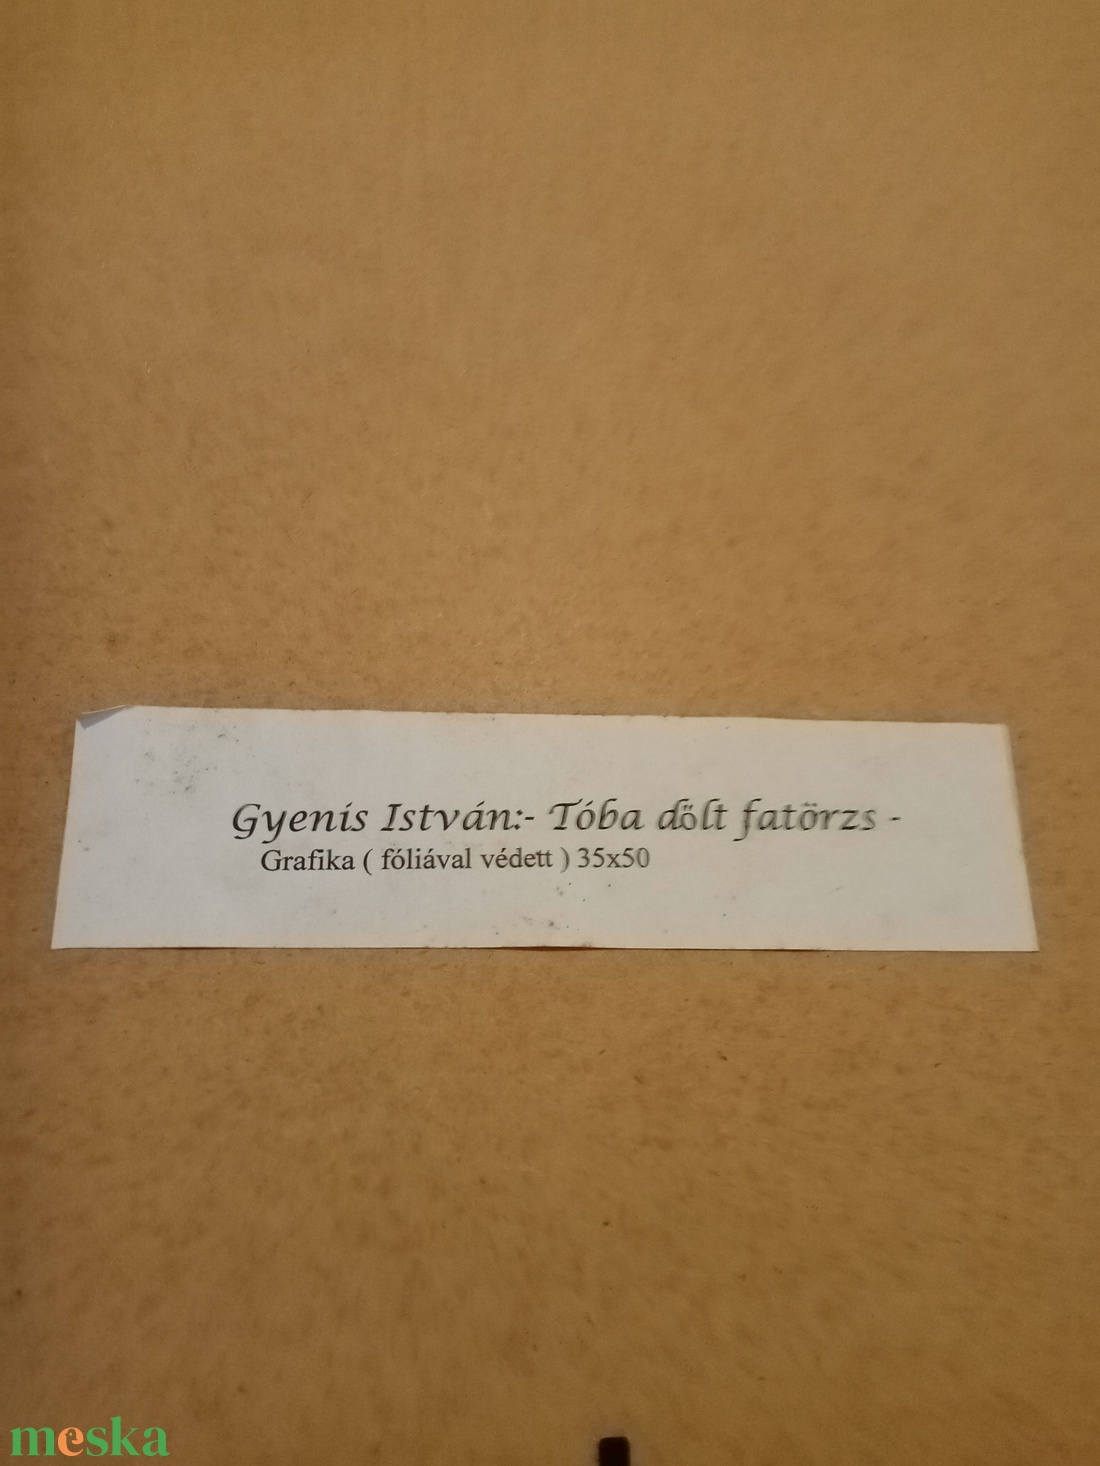 Gyenis István:- Tóba dőlt fatörzs -
Grafika ( fóliával védett ) 35x50
meska